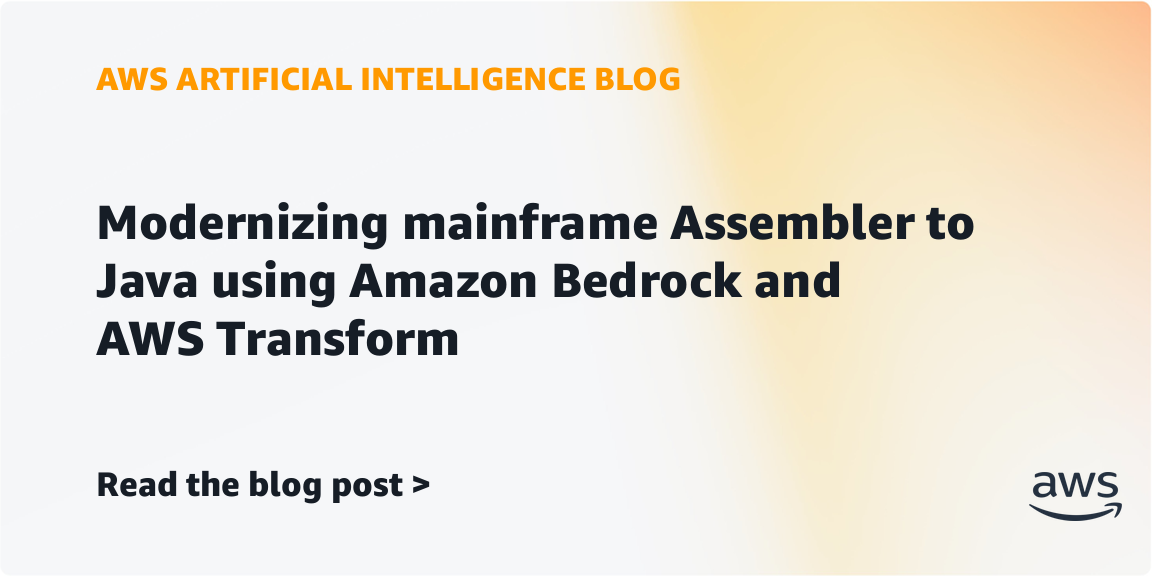 AWS ARTIFICIAL INTELLIGENCE BLOG
Modernizing mainframe Assembler to
Java using Amazon Bedrock and
AWS Transform
Read the blog post >
aws